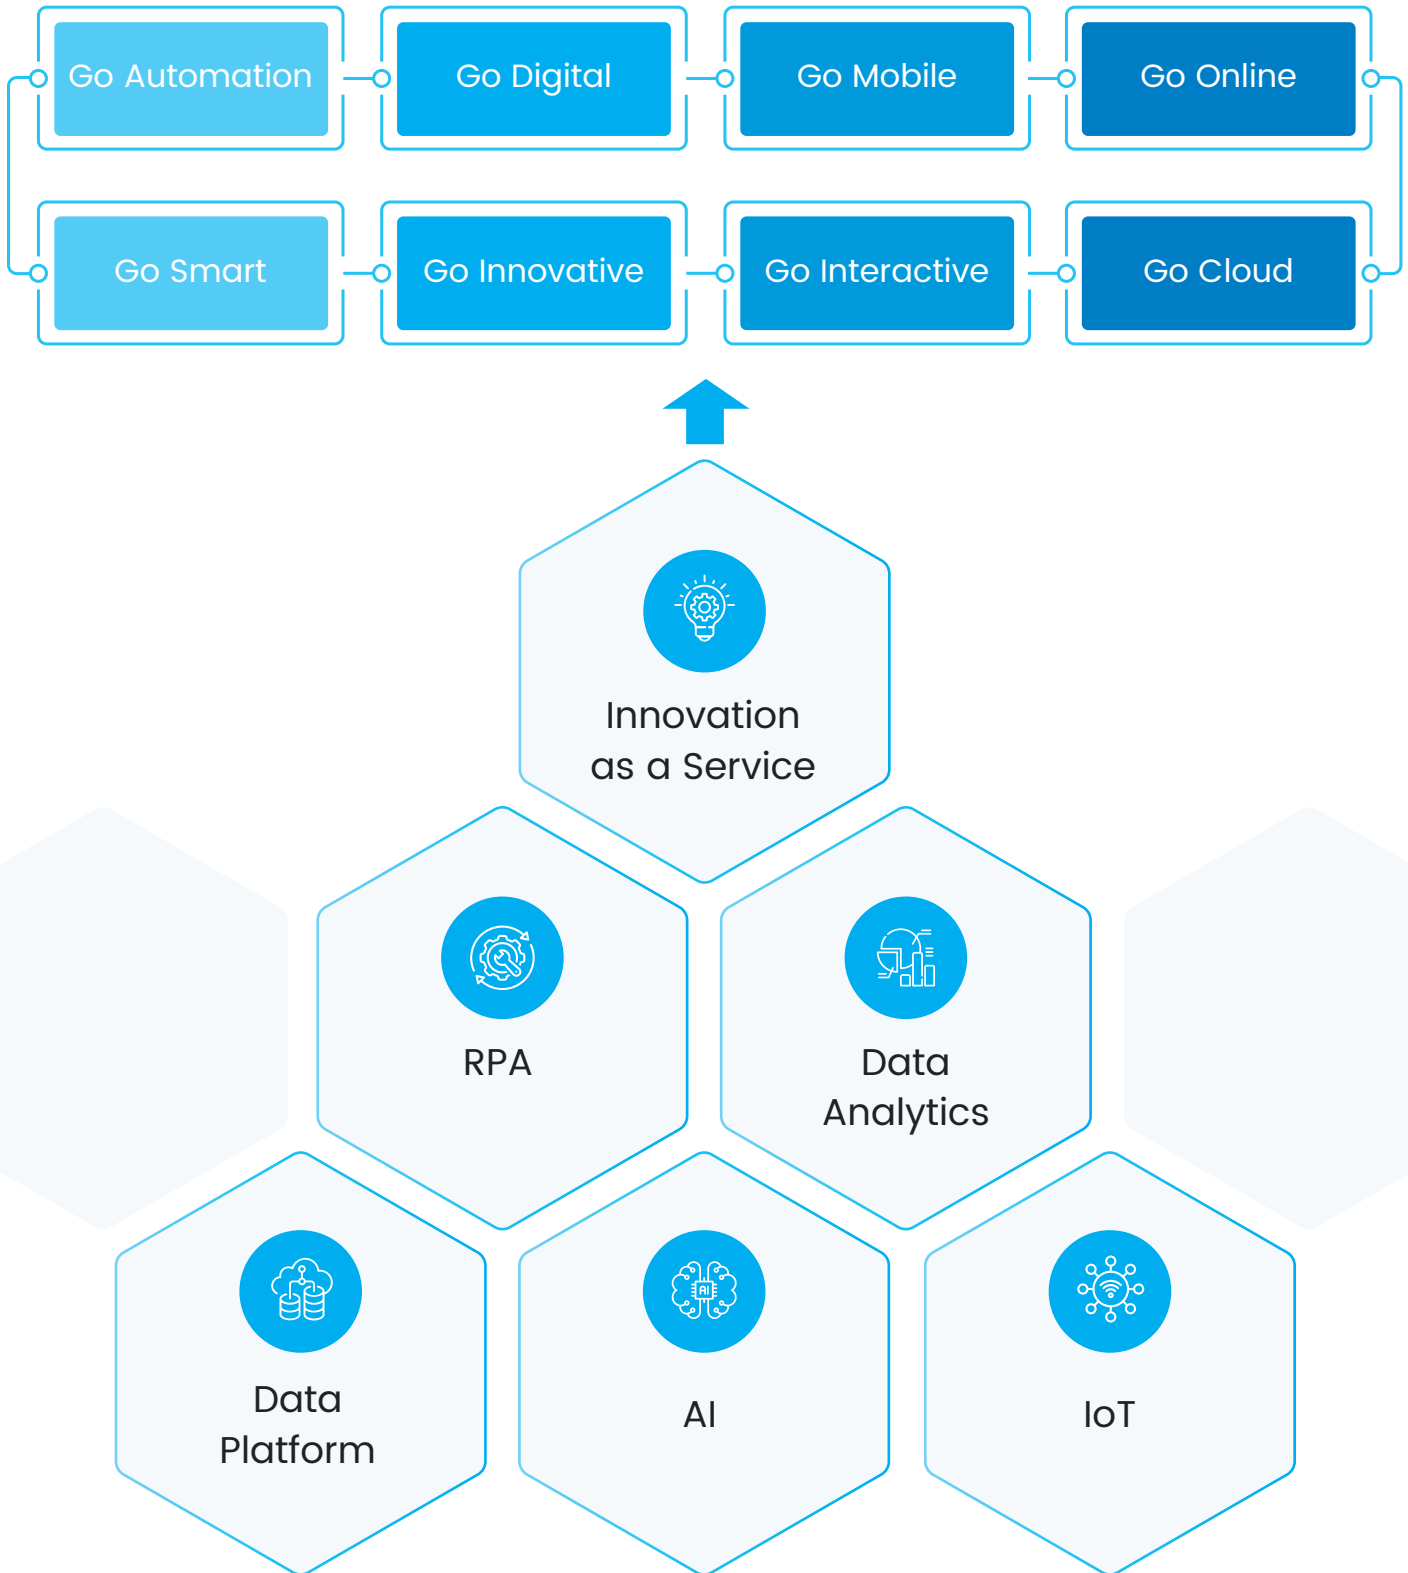 Go Automation
Go Digital
Go Mobile
Go Online
Go Smart
Go Innovative
Go Interactive
Go Cloud
Innovation
as a Service
RPA
Data
Analytics
Data
Platform
AI
AI
IoT